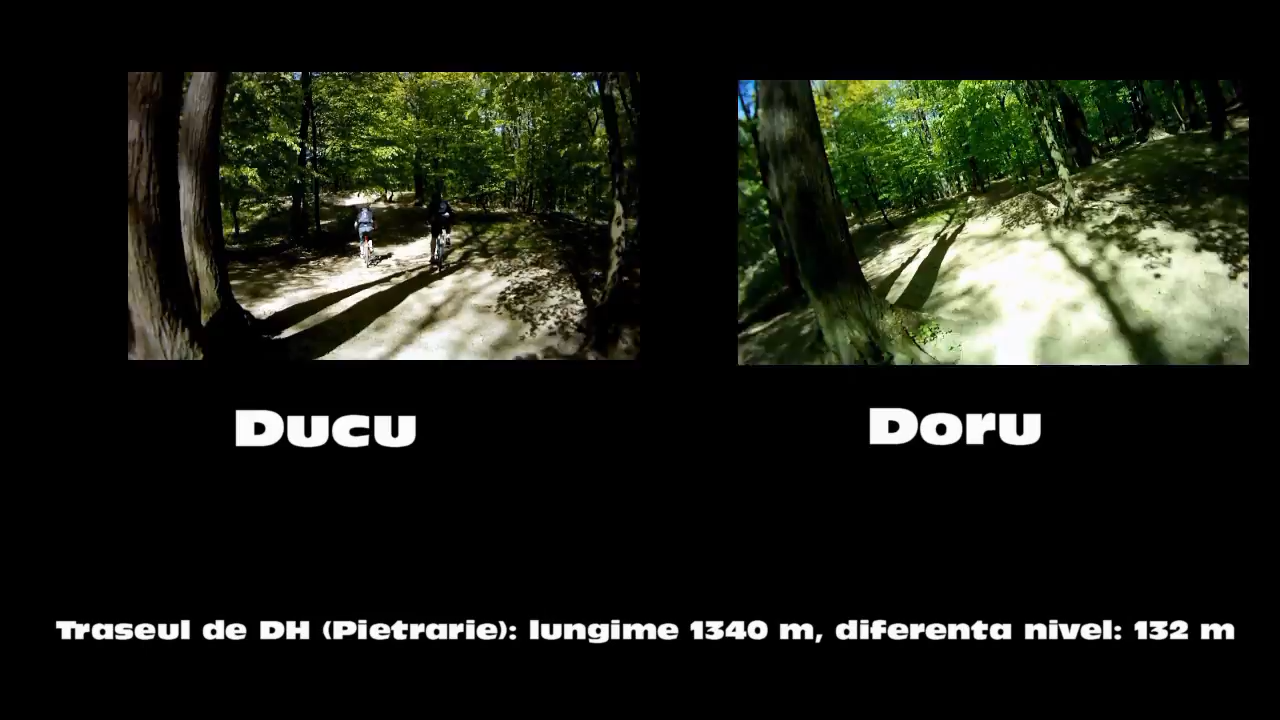 Ducu
Doru
Traseul de DH (Pietrarie): lungime 1340 m, diferenta nivel: 132 m